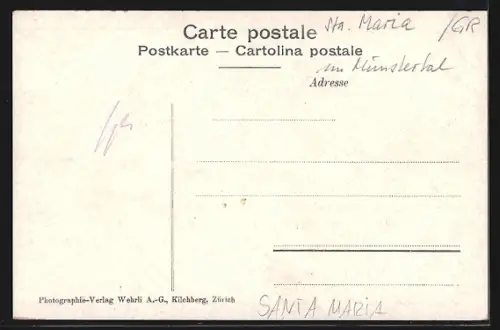 Carte postale Sta. Maria /GR
Postkarte — Cartolina postale
im Münstertal
Adresse
Photographie-Verlag Wehrli A.-G., Kilchberg, Zürich
SANTA MARIA